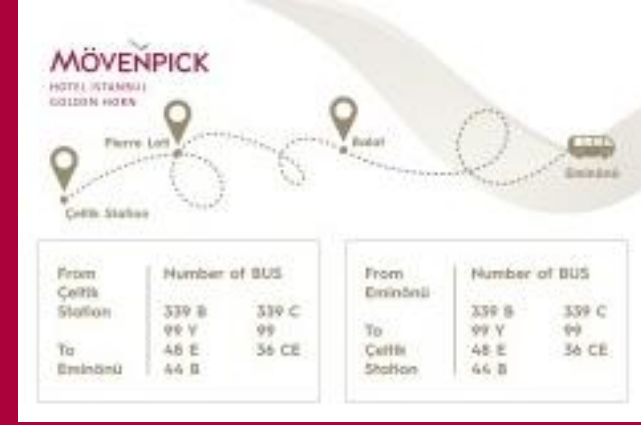 MÖVENPICK
HOTEL ISTANBUL
GOLDEN HORN
Pierre Loti
Balat
Eminönü
Çeltik Station
From
Çeltik
Station
To
Eminönü
Number of BUS
339 B 339 C
99 Y 99
48 E 36 CE
44 B
From
Eminönü
To
Çeltik
Station
Number of BUS
339 B 339 C
99 Y 99
48 E 36 CE
44 B